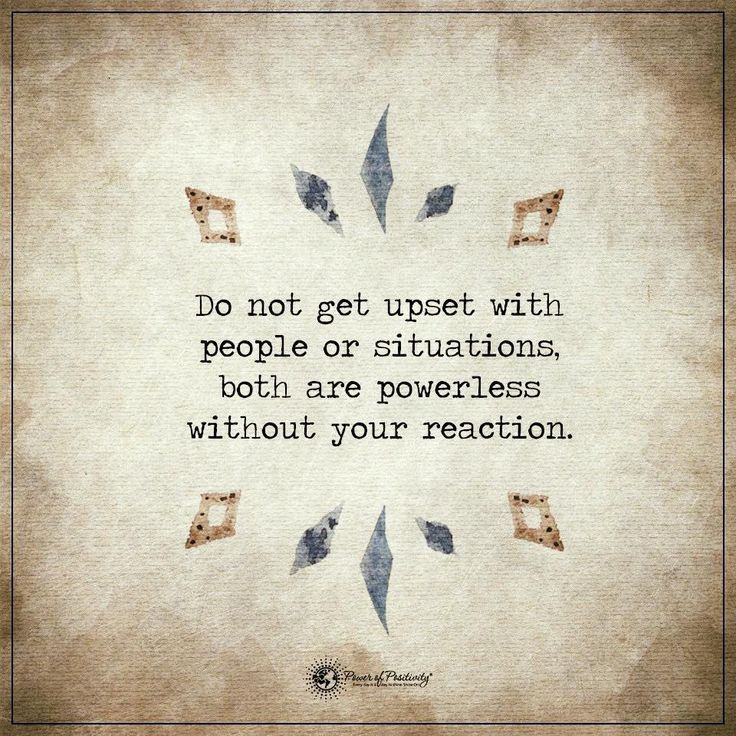 Do not get upset with
people or situations,
both are powerless
without your reaction.
Power of Positivity